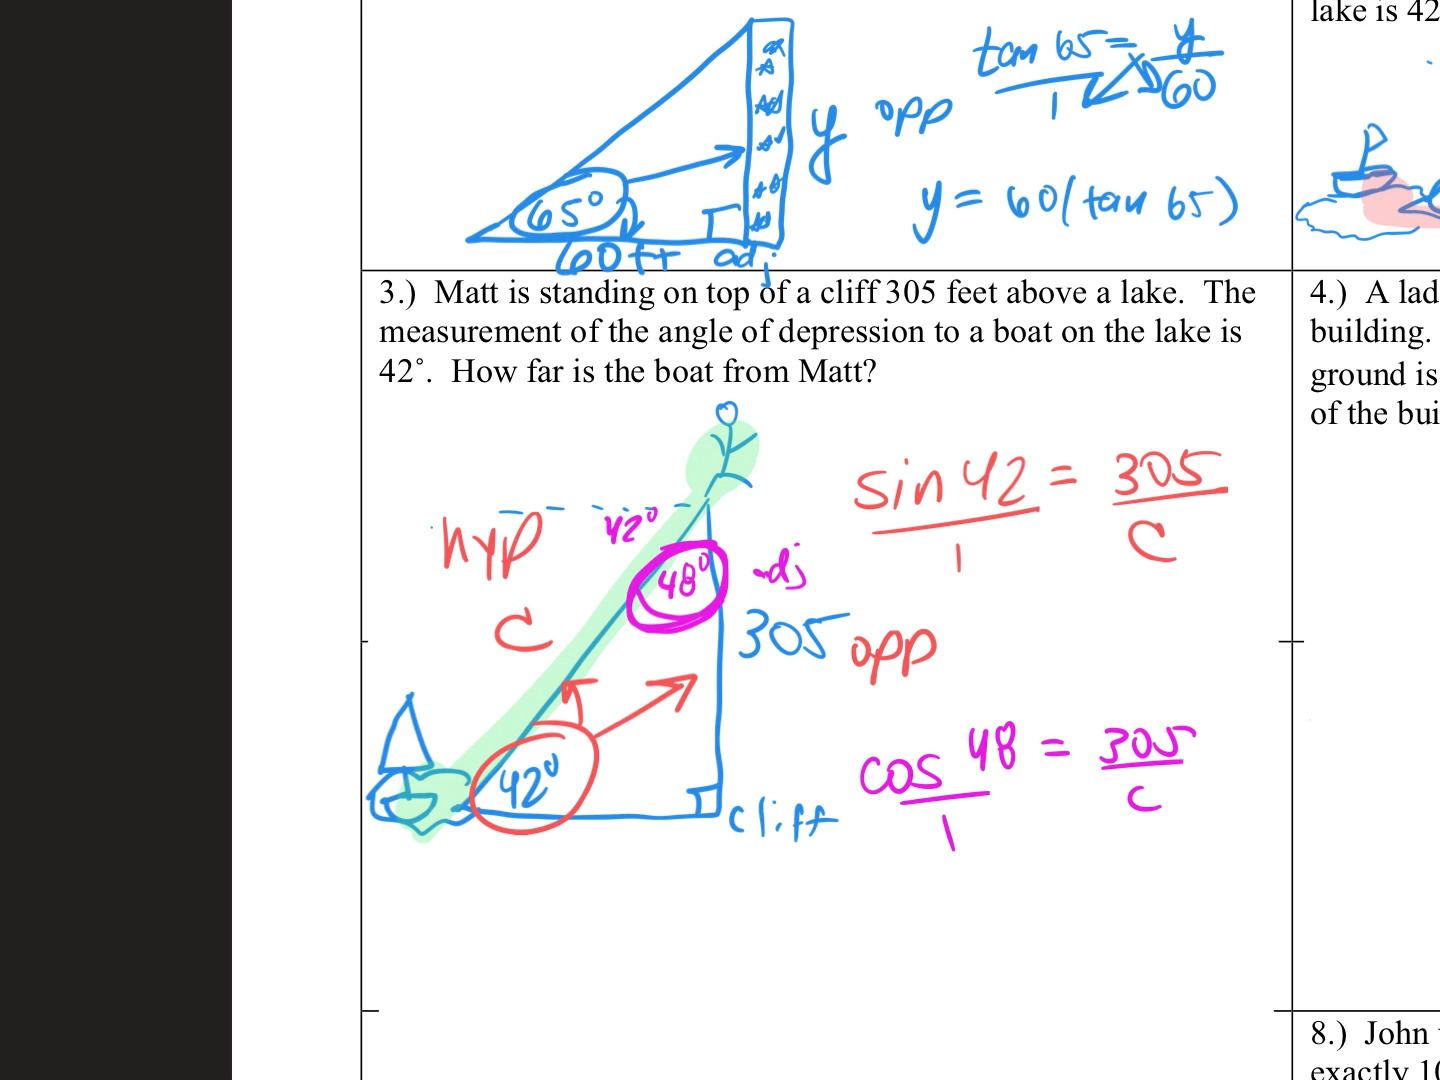 lake is 42
tan 65 = y
1 60
y opp
65°
y = 60(tan 65)
60 ft adj
3.) Matt is standing on top of a cliff 305 feet above a lake. The
measurement of the angle of depression to a boat on the lake is
42°. How far is the boat from Matt?
4.) A lad
building.
ground is
of the bui
sin 42 = 305
1 C
hyp 42°
48° adj
C
305 opp
42°
cos 48 = 305
1 C
cliff
8.) John
exactly 10